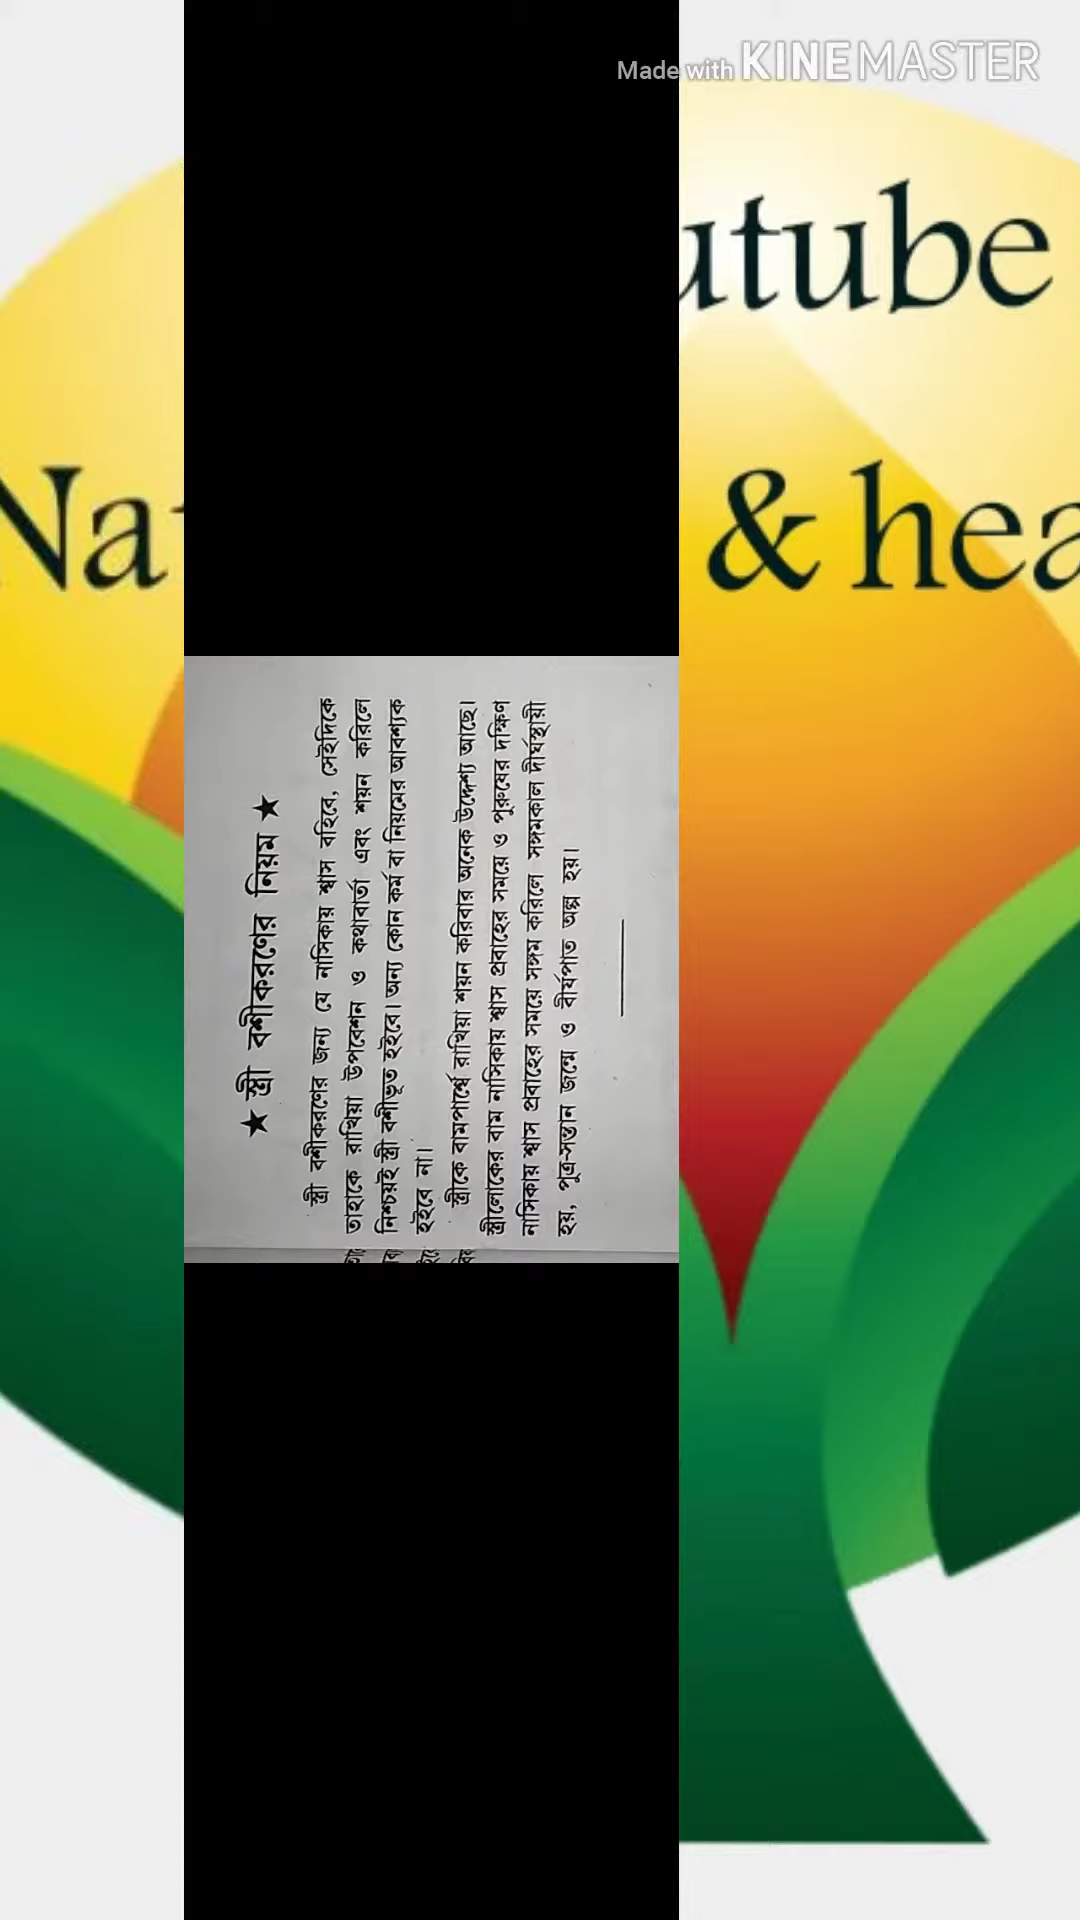 Made with KINEMASTER
utube
Nat & hea
★ স্ত্রী বশীকরণের নিয়ম ★
স্ত্রী বশীকরণের জন্য যে নাসিকায় শ্বাস বহিবে, সেইদিকে
তাহাকে রাখিয়া উপবেশন ও কথাবার্তা এবং শয়ন করিলে
নিশ্চয়ই স্ত্রী বশীভূত হইবে। অন্য কোন কর্ম বা নিয়মের আবশ্যক
হইবে না।
স্ত্রীকে বামপার্শ্বে রাখিয়া শয়ন করিবার অনেক উদ্দেশ্য আছে।
স্ত্রীলোকের বাম নাসিকায় শ্বাস প্রবাহের সময়ে ও পুরুষের দক্ষিণ
নাসিকায় শ্বাস প্রবাহের সময়ে সঙ্গম করিলে সঙ্গমকাল দীর্ঘস্থায়ী
হয়, পুত্র-সন্তান জন্মে ও বীর্যপাত অল্প হয়।